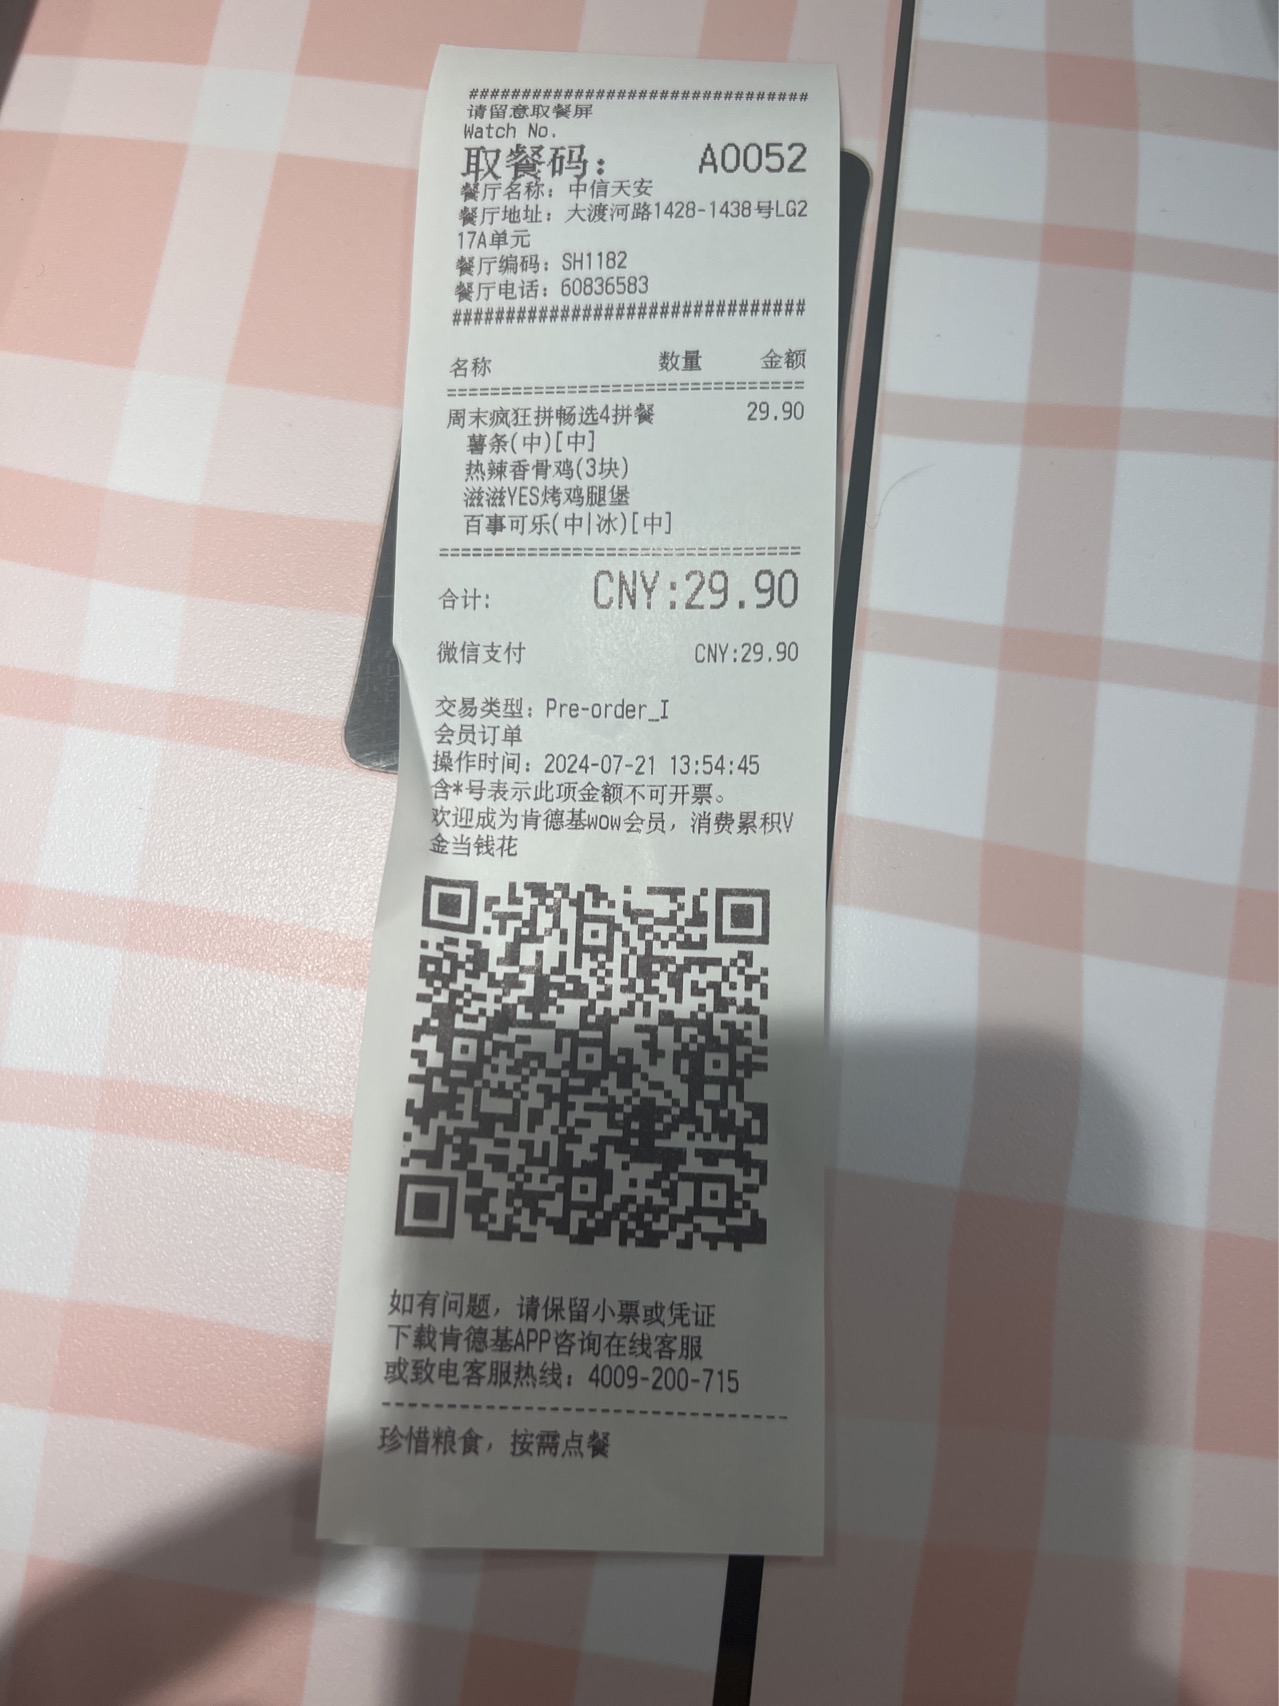 ################################
请留意取餐屏
Watch No.
取餐码： A0052
餐厅名称：中信天安
餐厅地址：大渡河路1428-1438号LG2
17A单元
餐厅编码：SH1182
餐厅电话：60836583
################################
名称 数量 金额
================================
周末疯狂拼畅选4拼餐 29.90
薯条(中)[中]
热辣香骨鸡(3块)
滋滋YES烤鸡腿堡
百事可乐(中|冰)[中]
================================
合计: CNY:29.90
微信支付 CNY:29.90
交易类型：Pre-order_I
会员订单
操作时间：2024-07-21 13:54:45
含*号表示此项金额不可开票。
欢迎成为肯德基wow会员，消费累积V
金当钱花
如有问题，请保留小票或凭证
下载肯德基APP咨询在线客服
或致电客服热线：4009-200-715
--------------------------------
珍惜粮食，按需点餐